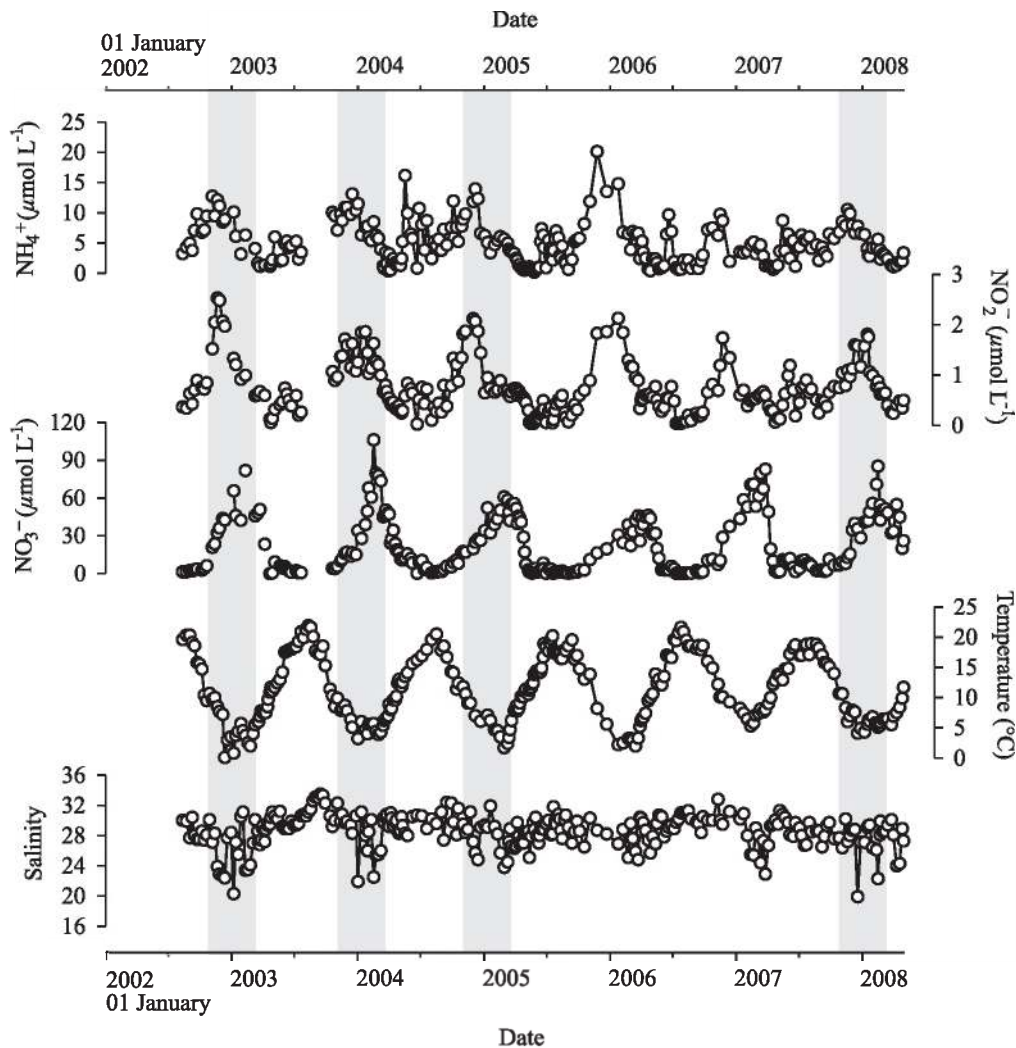 Date
01 January
2002 2003 2004 2005 2006 2007 2008
NH₄⁺ (μmol L⁻¹)
25
20
15
10
5
0
NO₂⁻ (μmol L⁻¹)
3
2
1
0
NO₃⁻ (μmol L⁻¹)
120
90
60
30
0
Temperature (°C)
25
20
15
10
5
0
Salinity
36
32
28
24
20
16
2002 2003 2004 2005 2006 2007 2008
01 January
Date